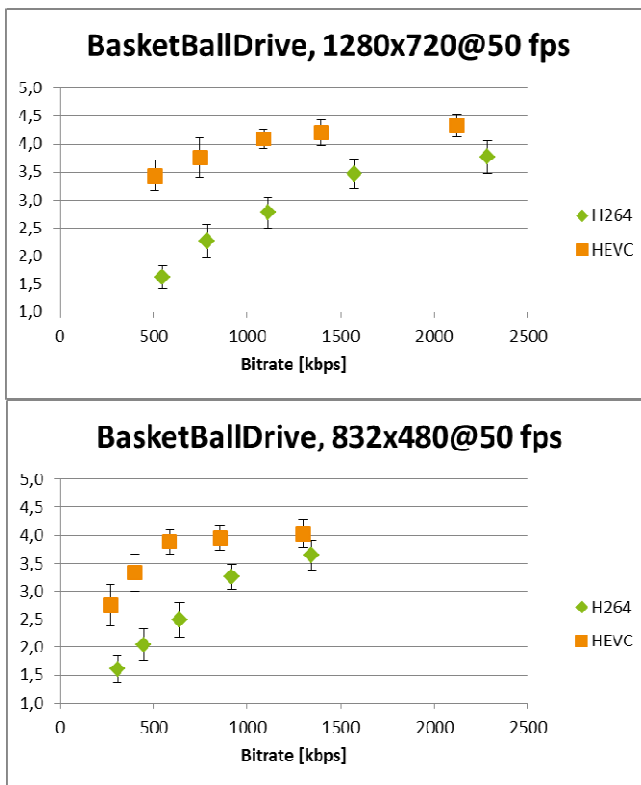 BasketBallDrive, 1280x720@50 fps
5,0
4,5
4,0
3,5
3,0
2,5
2,0
1,5
1,0
0 500 1000 1500 2000 2500
Bitrate [kbps]
H264
HEVC
BasketBallDrive, 832x480@50 fps
5,0
4,5
4,0
3,5
3,0
2,5
2,0
1,5
1,0
0 500 1000 1500 2000 2500
Bitrate [kbps]
H264
HEVC